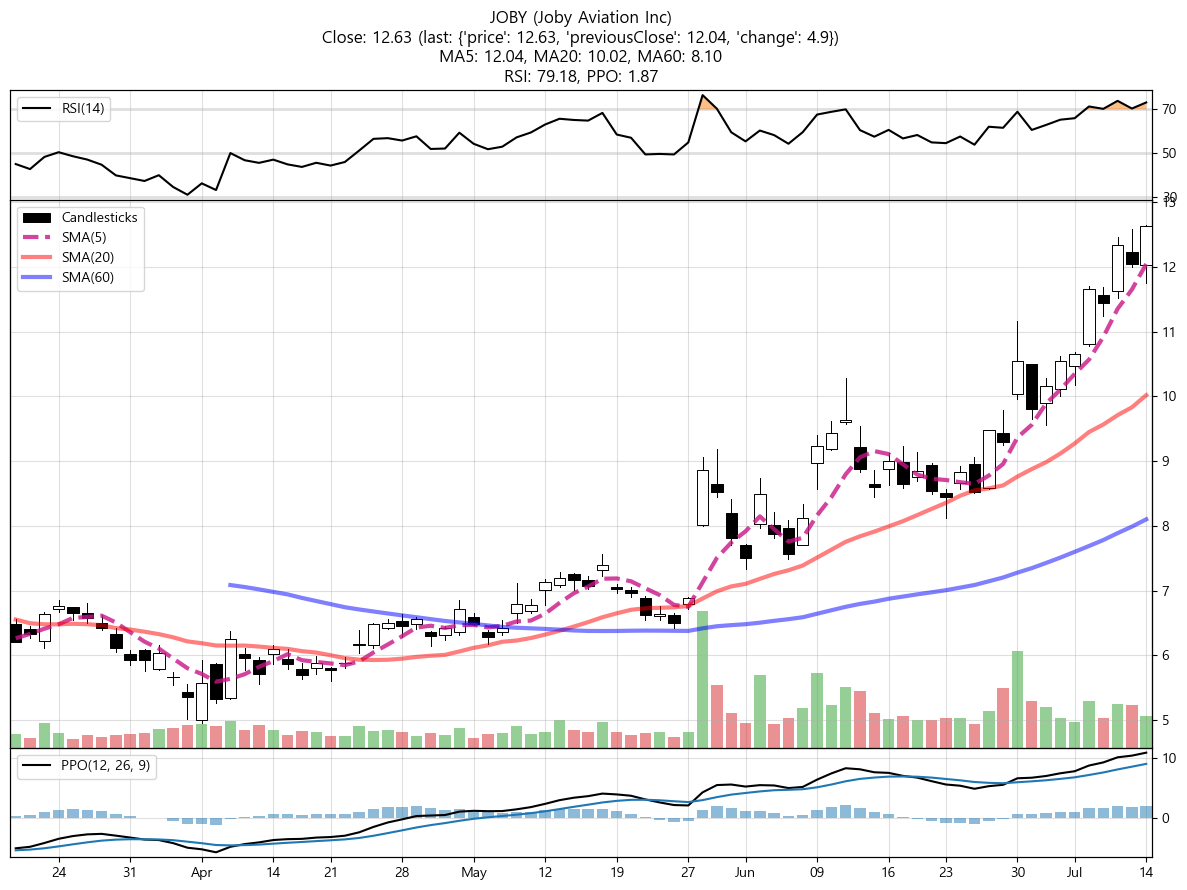 JOBY (Joby Aviation Inc)
Close: 12.63 (last: {'price': 12.63, 'previousClose': 12.04, 'change': 4.9})
MA5: 12.04, MA20: 10.02, MA60: 8.10
RSI: 79.18, PPO: 1.87
RSI(14)
70
50
30
Candlesticks
SMA(5)
SMA(20)
SMA(60)
13
12
11
10
9
8
7
6
5
PPO(12, 26, 9)
10
0
24 31 Apr 14 21 28 May 12 19 27 Jun 09 16 23 30 Jul 14